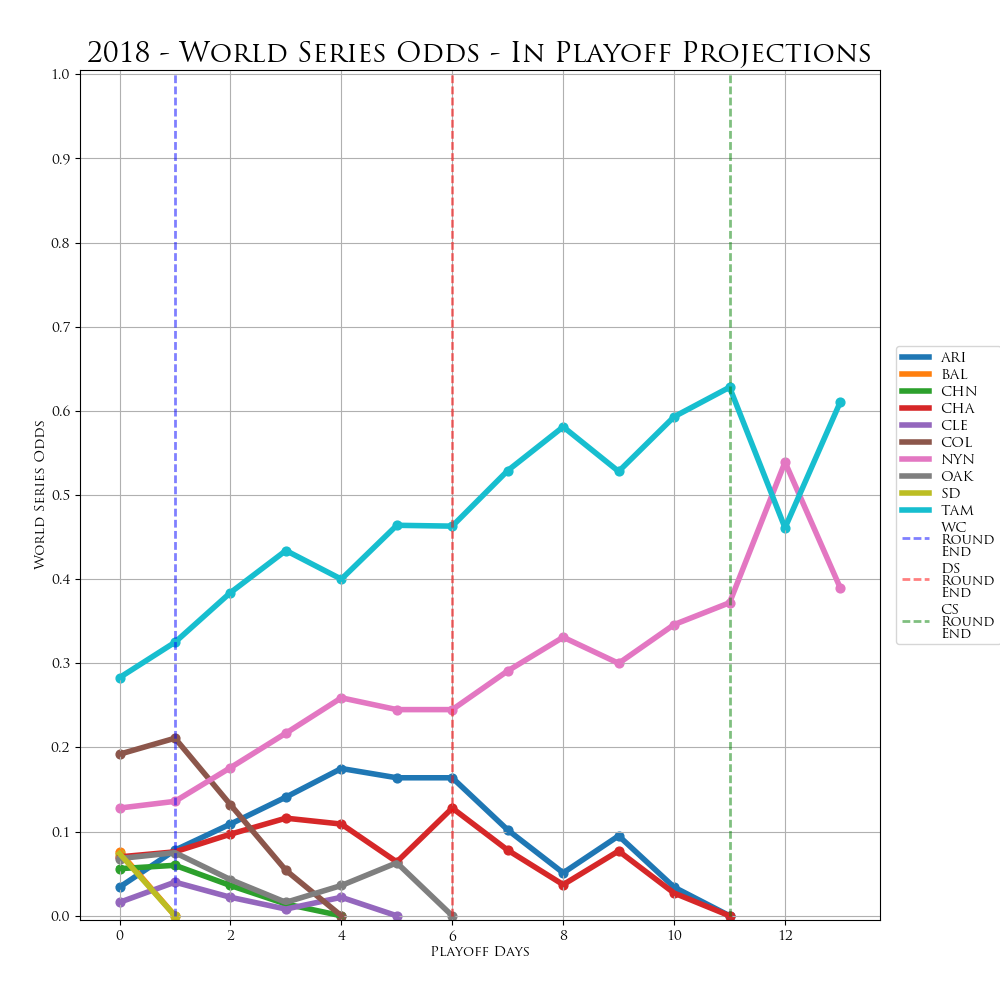 2018 - World Series Odds - In Playoff Projections
1.0
0.9
0.8
0.7
0.6
0.5
0.4
0.3
0.2
0.1
0.0
World Series Odds
0 2 4 6 8 10 12
Playoff Days
ARI
BAL
CHN
CHA
CLE
COL
NYN
OAK
SD
TAM
WC
Round
End
DS
Round
End
CS
Round
End